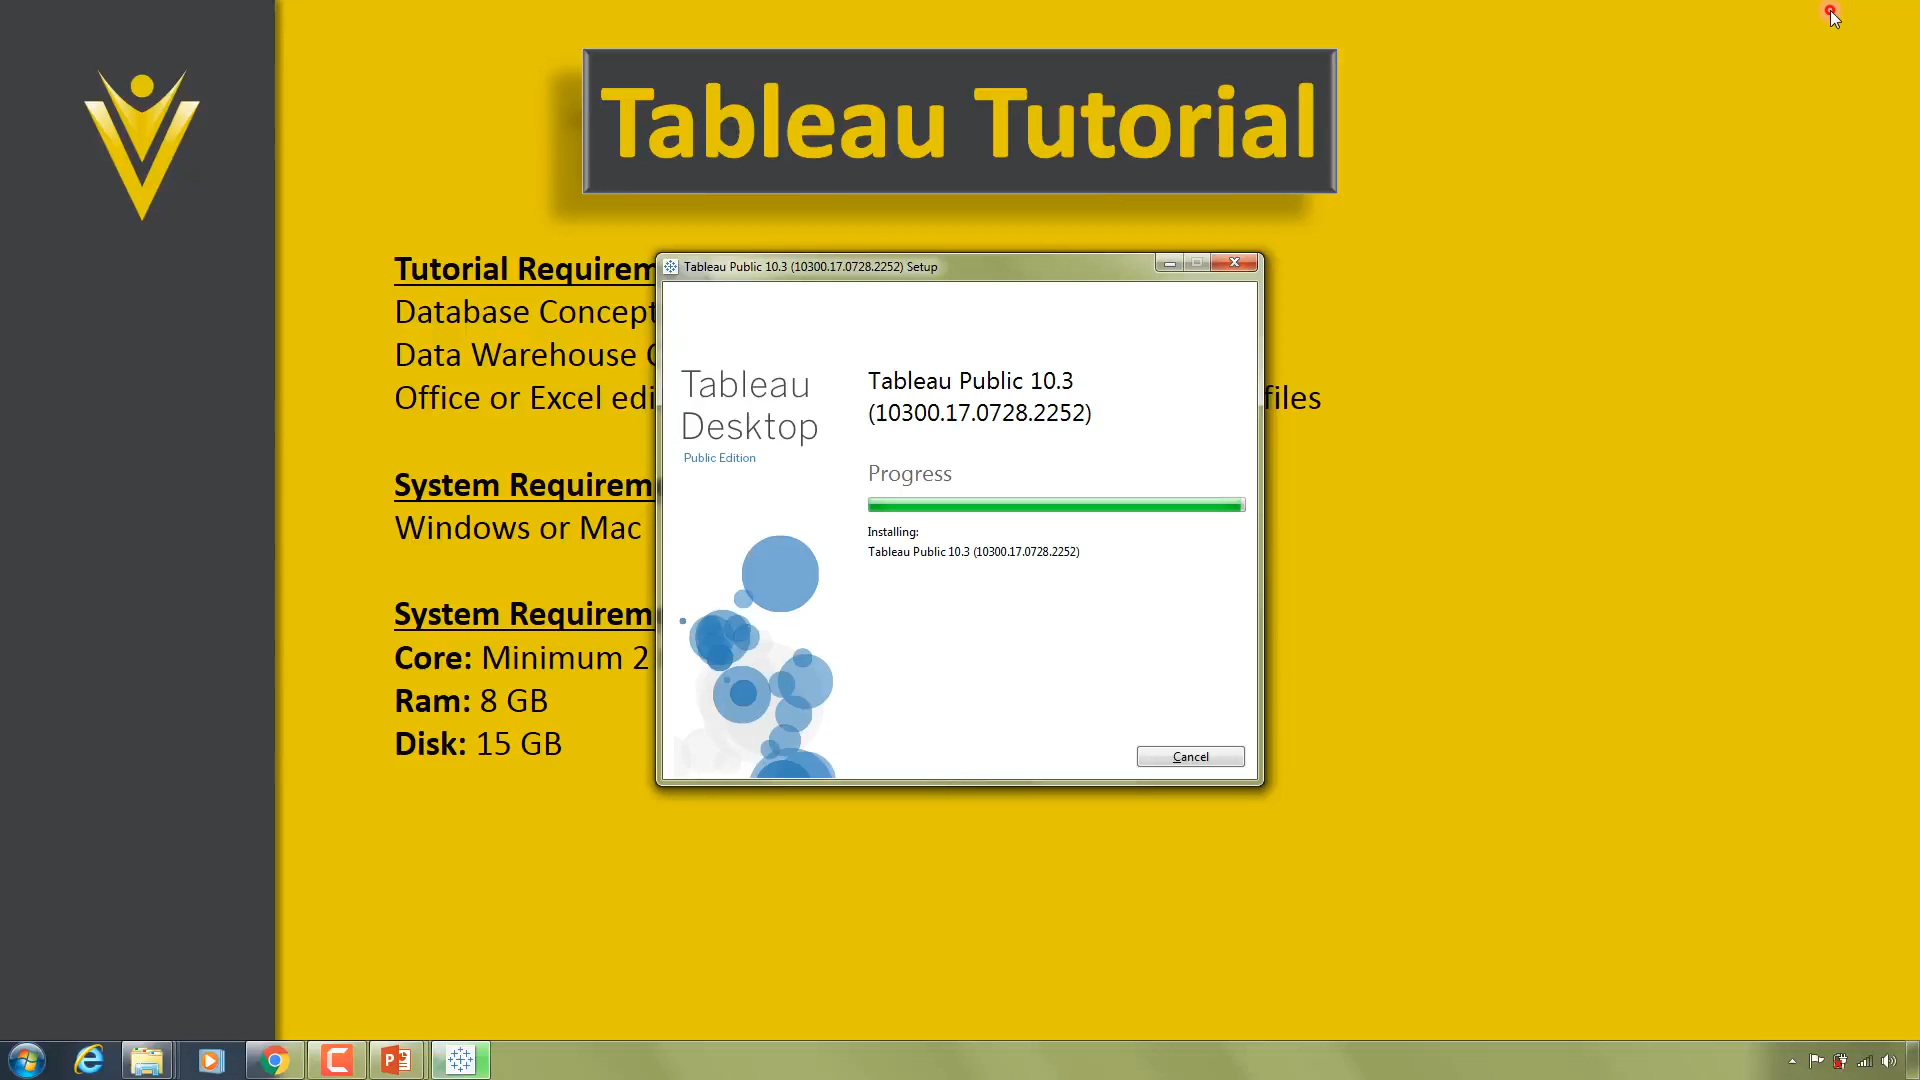 Tableau Tutorial
Tutorial Requirem
Database Concept
Data Warehouse
Office or Excel edi
files
System Requirem
Windows or Mac
System Requirem
Core: Minimum 2
Ram: 8 GB
Disk: 15 GB
Tableau Public 10.3 (10300.17.0728.2252) Setup
Tableau
Desktop
Public Edition
Tableau Public 10.3
(10300.17.0728.2252)
Progress
Installing:
Tableau Public 10.3 (10300.17.0728.2252)
Cancel